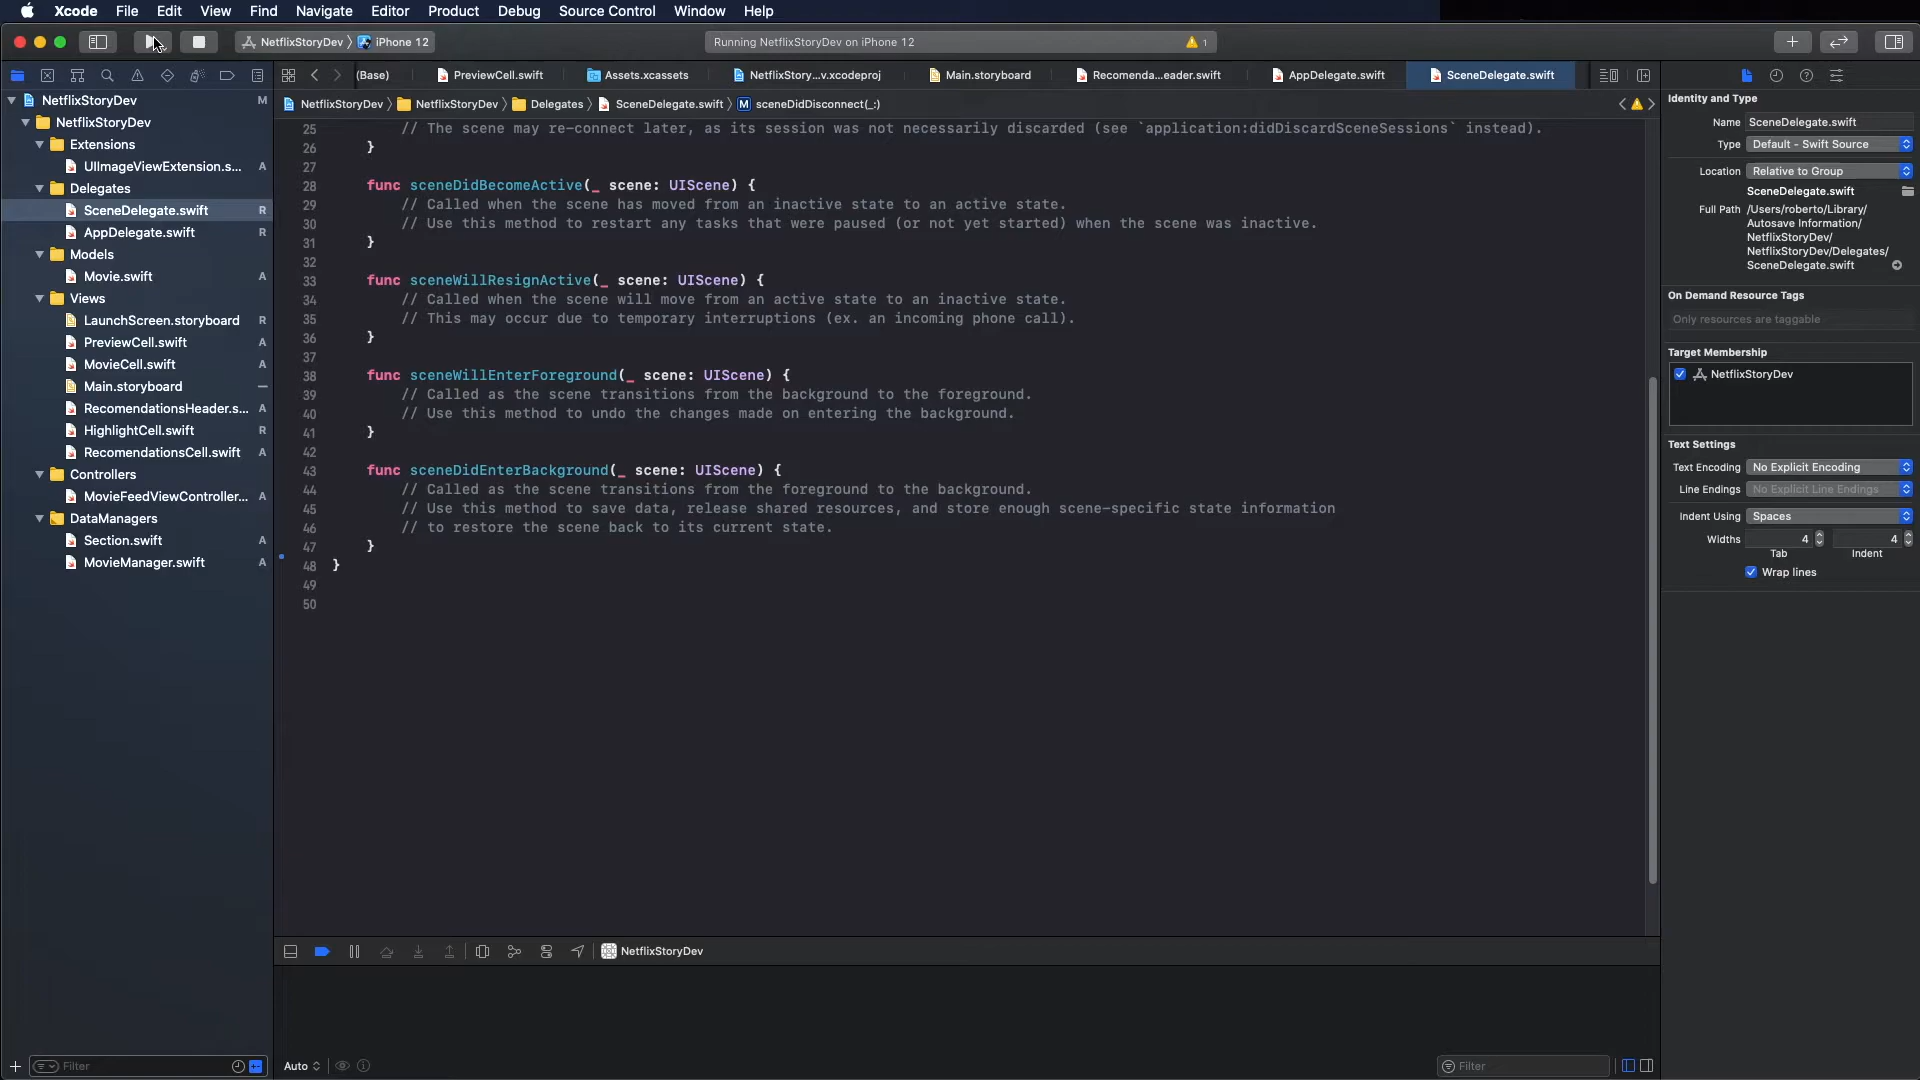 Xcode File Edit View Find Navigate Editor Product Debug Source Control Window Help
NetflixStoryDev iPhone 12
Running NetflixStoryDev on iPhone 12
1
(Base)
PreviewCell.swift
Assets.xcassets
NetflixStory...v.xcodeproj
Main.storyboard
Recomenda...eader.swift
AppDelegate.swift
SceneDelegate.swift
NetflixStoryDev NetflixStoryDev Delegates SceneDelegate.swift M sceneDidDisconnect(_:)
NetflixStoryDev M
NetflixStoryDev
Extensions
UIImageViewExtension.s... A
Delegates
SceneDelegate.swift R
AppDelegate.swift R
Models
Movie.swift A
Views
LaunchScreen.storyboard R
PreviewCell.swift A
MovieCell.swift A
Main.storyboard —
RecomendationsHeader.s... A
HighlightCell.swift R
RecomendationsCell.swift A
Controllers
MovieFeedViewController... A
DataManagers
Section.swift A
MovieManager.swift A
Filter
25 // The scene may re-connect later, as its session was not necessarily discarded (see `application:didDiscardSceneSessions` instead).
26 }
27
28 func sceneDidBecomeActive(_ scene: UIScene) {
29 // Called when the scene has moved from an inactive state to an active state.
30 // Use this method to restart any tasks that were paused (or not yet started) when the scene was inactive.
31 }
32
33 func sceneWillResignActive(_ scene: UIScene) {
34 // Called when the scene will move from an active state to an inactive state.
35 // This may occur due to temporary interruptions (ex. an incoming phone call).
36 }
37
38 func sceneWillEnterForeground(_ scene: UIScene) {
39 // Called as the scene transitions from the background to the foreground.
40 // Use this method to undo the changes made on entering the background.
41 }
42
43 func sceneDidEnterBackground(_ scene: UIScene) {
44 // Called as the scene transitions from the foreground to the background.
45 // Use this method to save data, release shared resources, and store enough scene-specific state information
46 // to restore the scene back to its current state.
47 }
48 }
49
50
NetflixStoryDev
Auto
Filter
Identity and Type
Name SceneDelegate.swift
Type Default - Swift Source
Location Relative to Group
SceneDelegate.swift
Full Path /Users/roberto/Library/
Autosave Information/
NetflixStoryDev/
NetflixStoryDev/Delegates/
SceneDelegate.swift
On Demand Resource Tags
Only resources are taggable
Target Membership
NetflixStoryDev
Text Settings
Text Encoding No Explicit Encoding
Line Endings No Explicit Line Endings
Indent Using Spaces
Widths 4 4
Tab Indent
Wrap lines